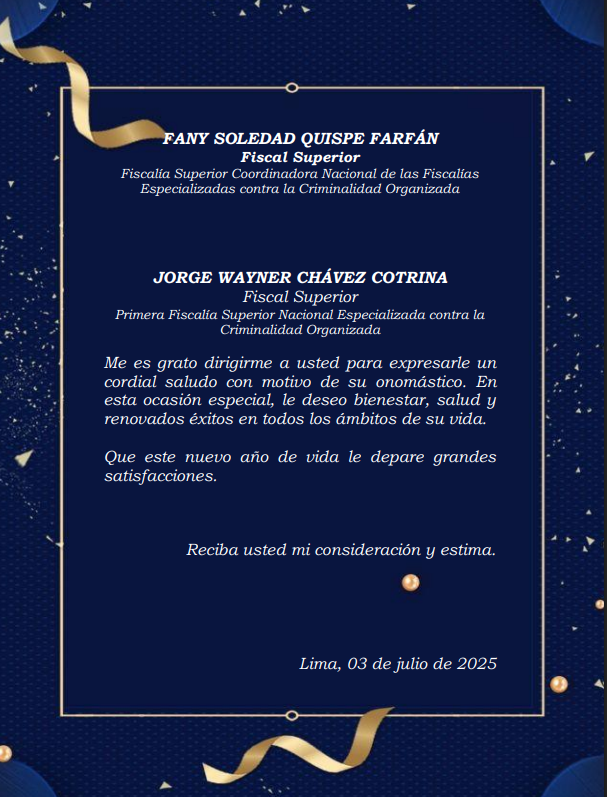 FANY SOLEDAD QUISPE FARFÁN
Fiscal Superior
Fiscalía Superior Coordinadora Nacional de las Fiscalías
Especializadas contra la Criminalidad Organizada
JORGE WAYNER CHÁVEZ COTRINA
Fiscal Superior
Primera Fiscalía Superior Nacional Especializada contra la
Criminalidad Organizada
Me es grato dirigirme a usted para expresarle un
cordial saludo con motivo de su onomástico. En
esta ocasión especial, le deseo bienestar, salud y
renovados éxitos en todos los ámbitos de su vida.
Que este nuevo año de vida le depare grandes
satisfacciones.
Reciba usted mi consideración y estima.
Lima, 03 de julio de 2025